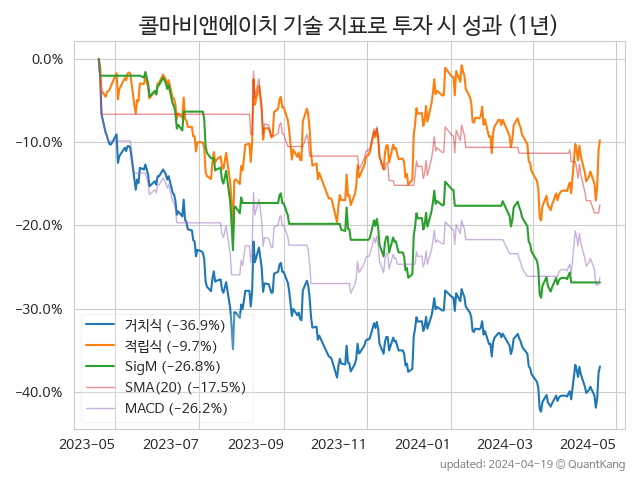 콜마비앤에이치 기술 지표로 투자 시 성과 (1년)
0.0%
−10.0%
−20.0%
−30.0%
−40.0%
거치식 (−36.9%)
적립식 (−9.7%)
SigM (−26.8%)
SMA(20) (−17.5%)
MACD (−26.2%)
2023-05 2023-07 2023-09 2023-11 2024-01 2024-03 2024-05
updated: 2024-04-19 @ QuantKang